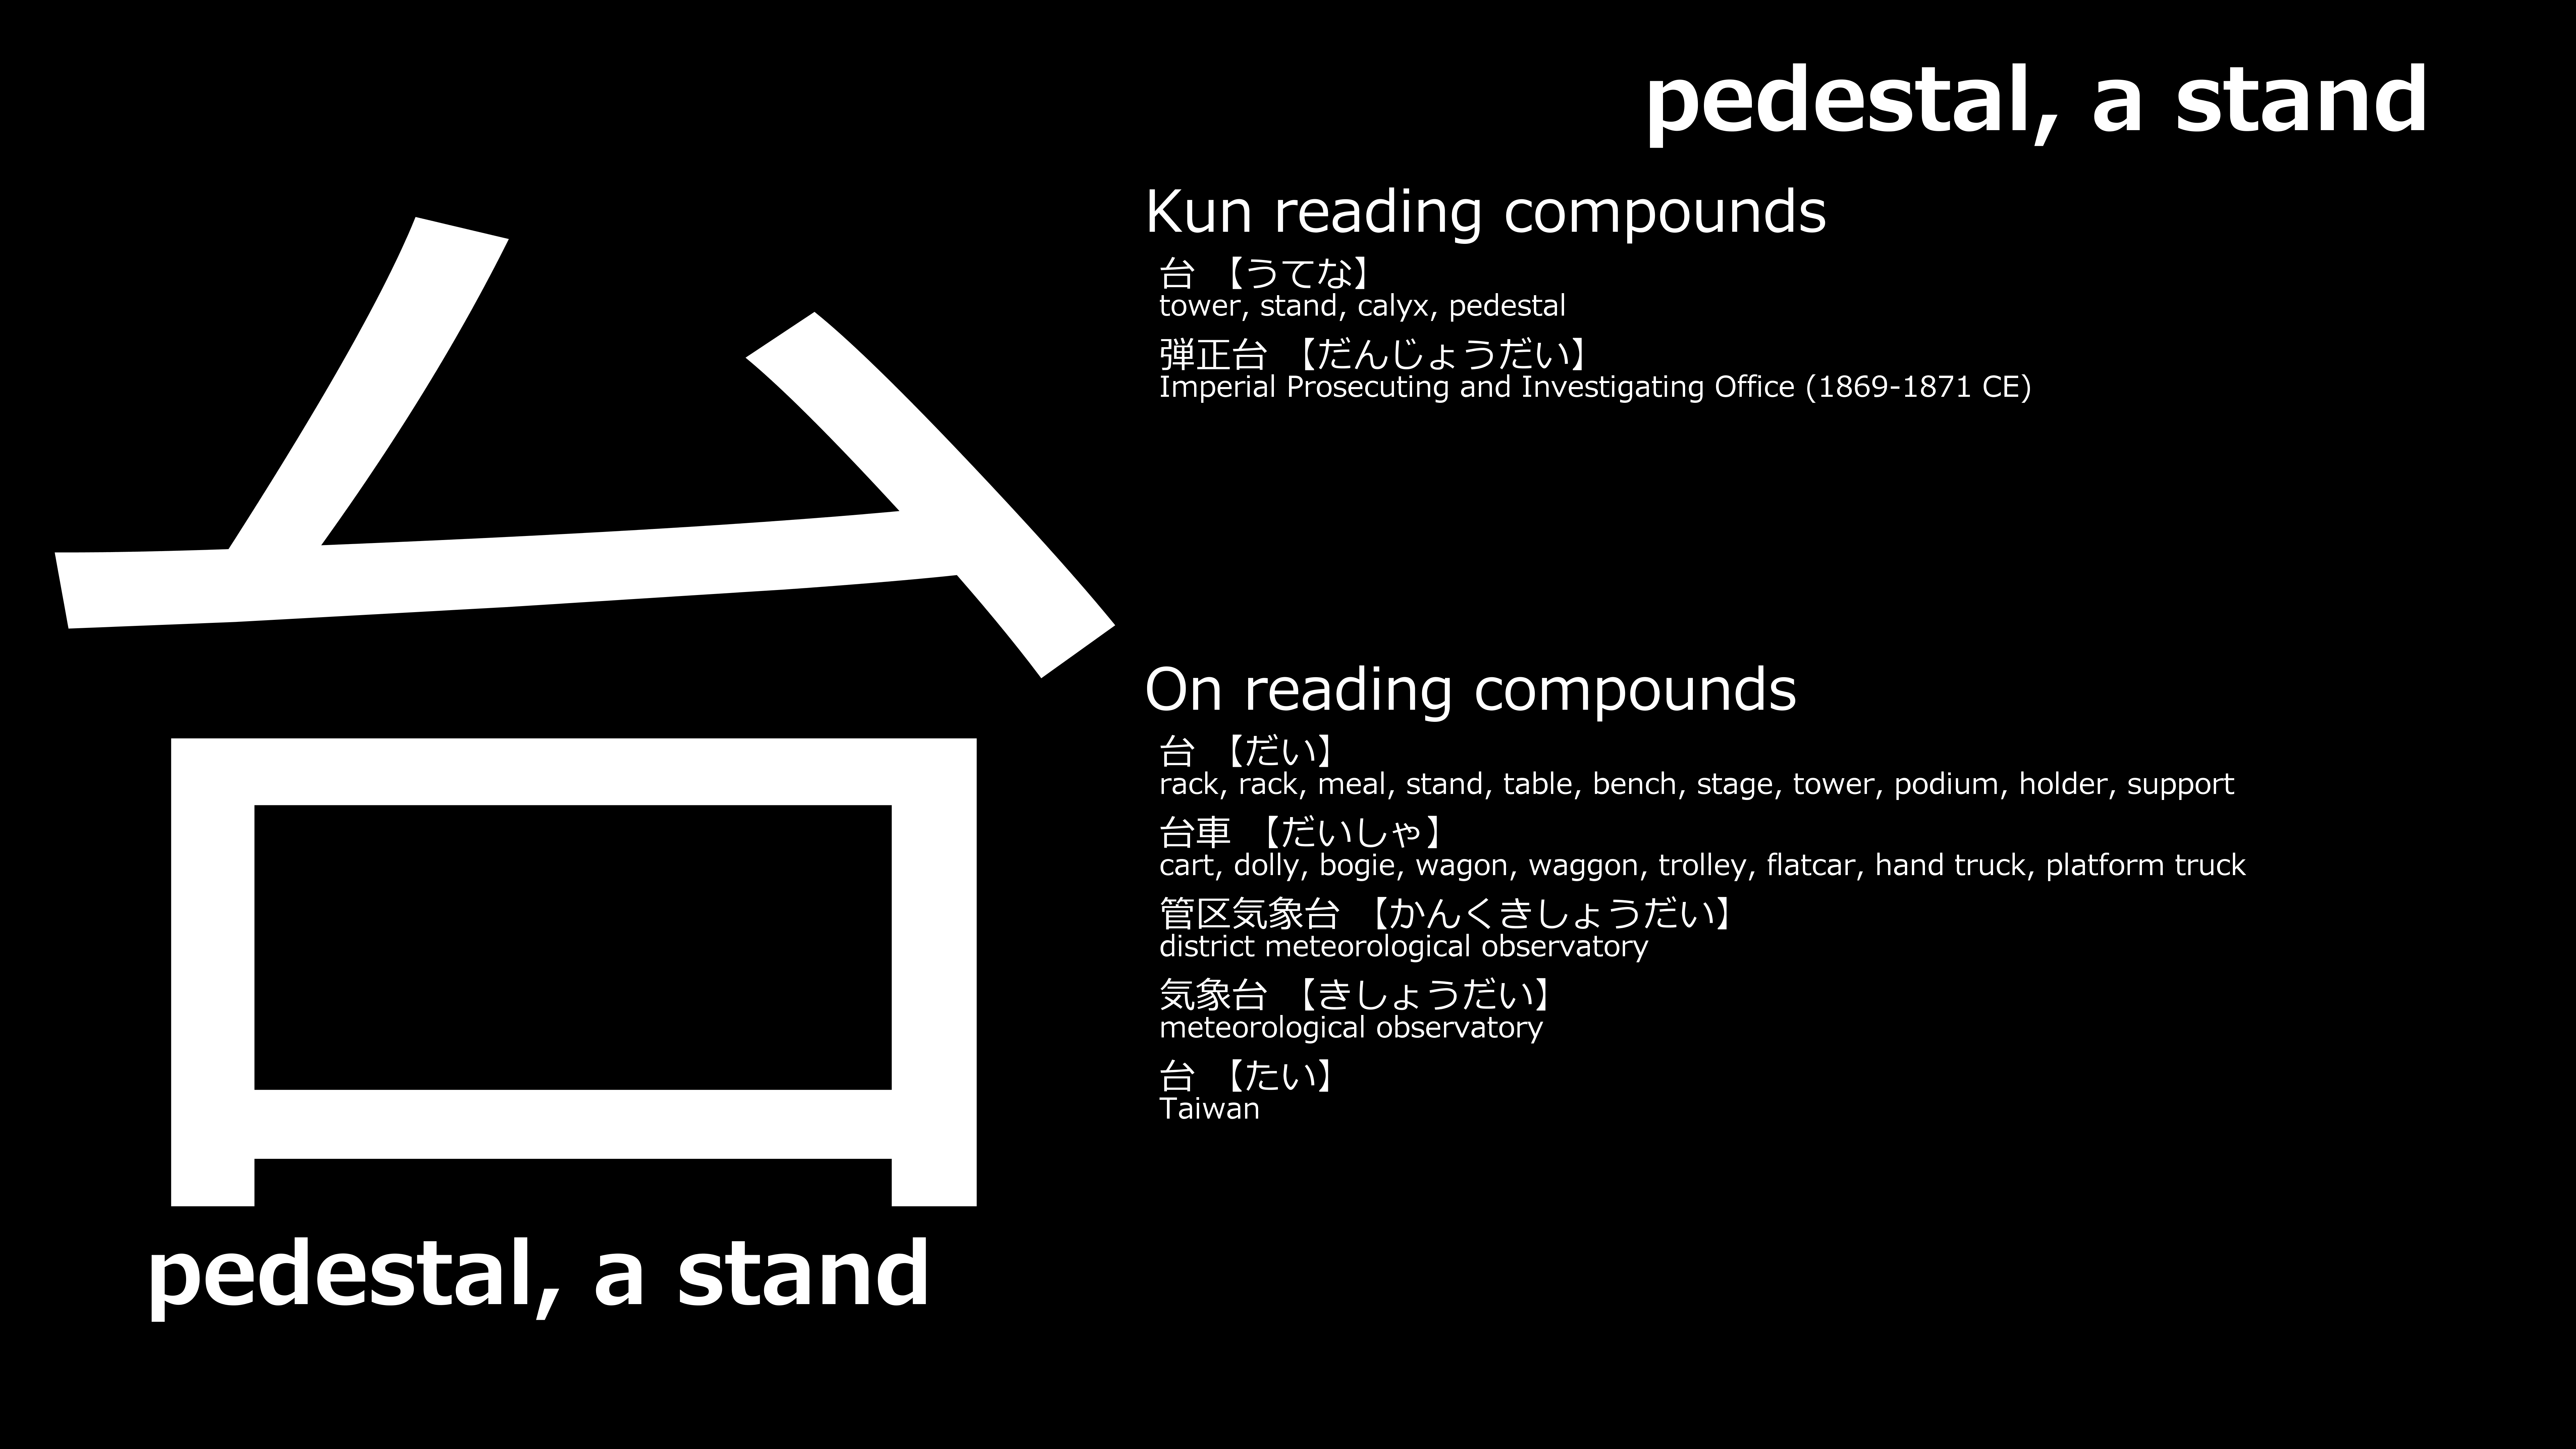 pedestal, a stand
台
pedestal, a stand
Kun reading compounds
台 【うてな】
tower, stand, calyx, pedestal
弾正台 【だんじょうだい】
Imperial Prosecuting and Investigating Office (1869-1871 CE)
On reading compounds
台 【だい】
rack, rack, meal, stand, table, bench, stage, tower, podium, holder, support
台車 【だいしゃ】
cart, dolly, bogie, wagon, waggon, trolley, flatcar, hand truck, platform truck
管区気象台 【かんくきしょうだい】
district meteorological observatory
気象台 【きしょうだい】
meteorological observatory
台 【たい】
Taiwan